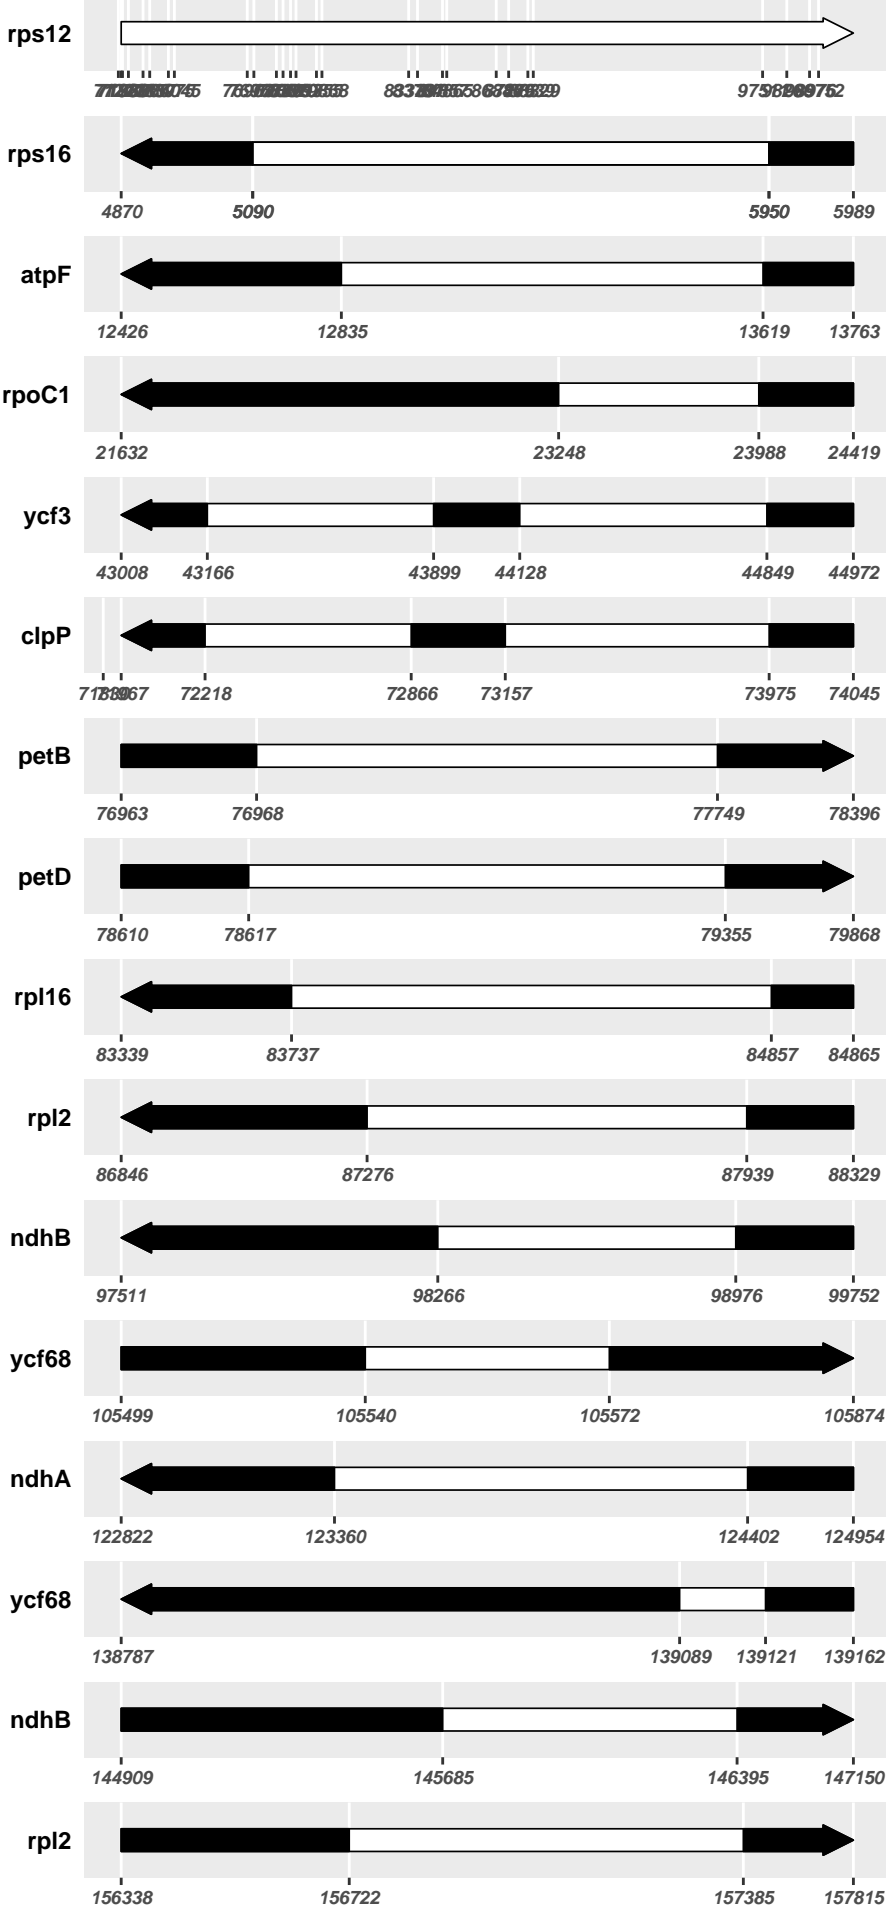 rps12
rps16
4870 5090 5950 5989
atpF
12426 12835 13619 13763
rpoC1
21632 23248 23988 24419
ycf3
43008 43166 43899 44128 44849 44972
clpP
72218 72866 73157 73975 74045
petB
76963 76968 77749 78396
petD
78610 78617 79355 79868
rpl16
83339 83737 84857 84865
rpl2
86846 87276 87939 88329
ndhB
97511 98266 98976 99752
ycf68
105499 105540 105572 105874
ndhA
122822 123360 124402 124954
ycf68
138787 139089 139121 139162
ndhB
144909 145685 146395 147150
rpl2
156338 156722 157385 157815